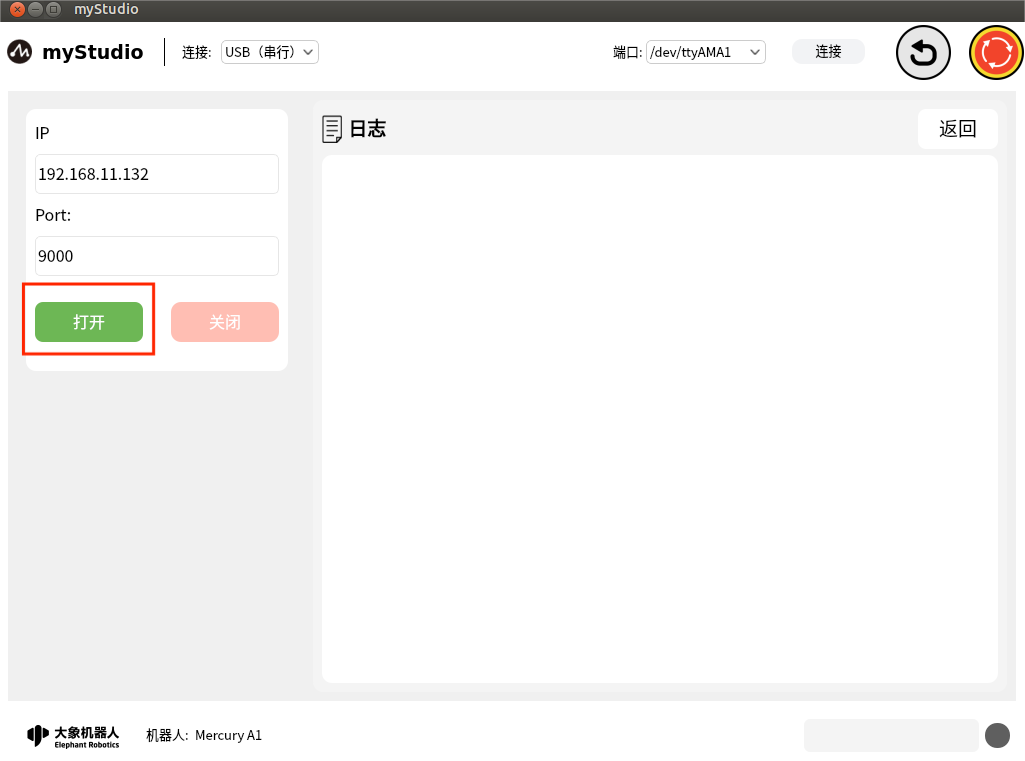 myStudio
myStudio
连接:
USB（串行）
端口:
/dev/ttyAMA1
连接
IP
192.168.11.132
Port:
9000
打开
关闭
日志
返回
大象机器人
Elephant Robotics
机器人: Mercury A1